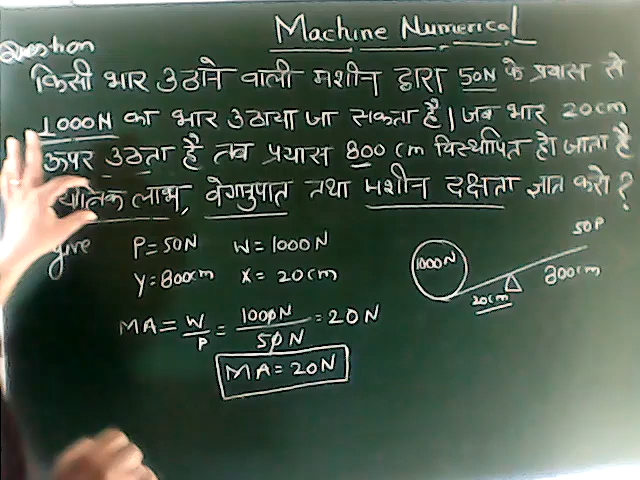 Machine Numerical
Question
किसी भार उठाने वाली मशीन द्वारा 50N के प्रयास से
1000N का भार उठाया जा सकता है। जब भार 20cm
ऊपर उठता है तब प्रयास 800 cm विस्थापित हो जाता है
लाभ, वेगानुपात तथा मशीन दक्षता ज्ञात करो ?
give P=50N W=1000N
Y=800cm X=20cm
MA = W/P = 1000N/50N = 20N
MA=20N
50P
1000N
800cm
20cm